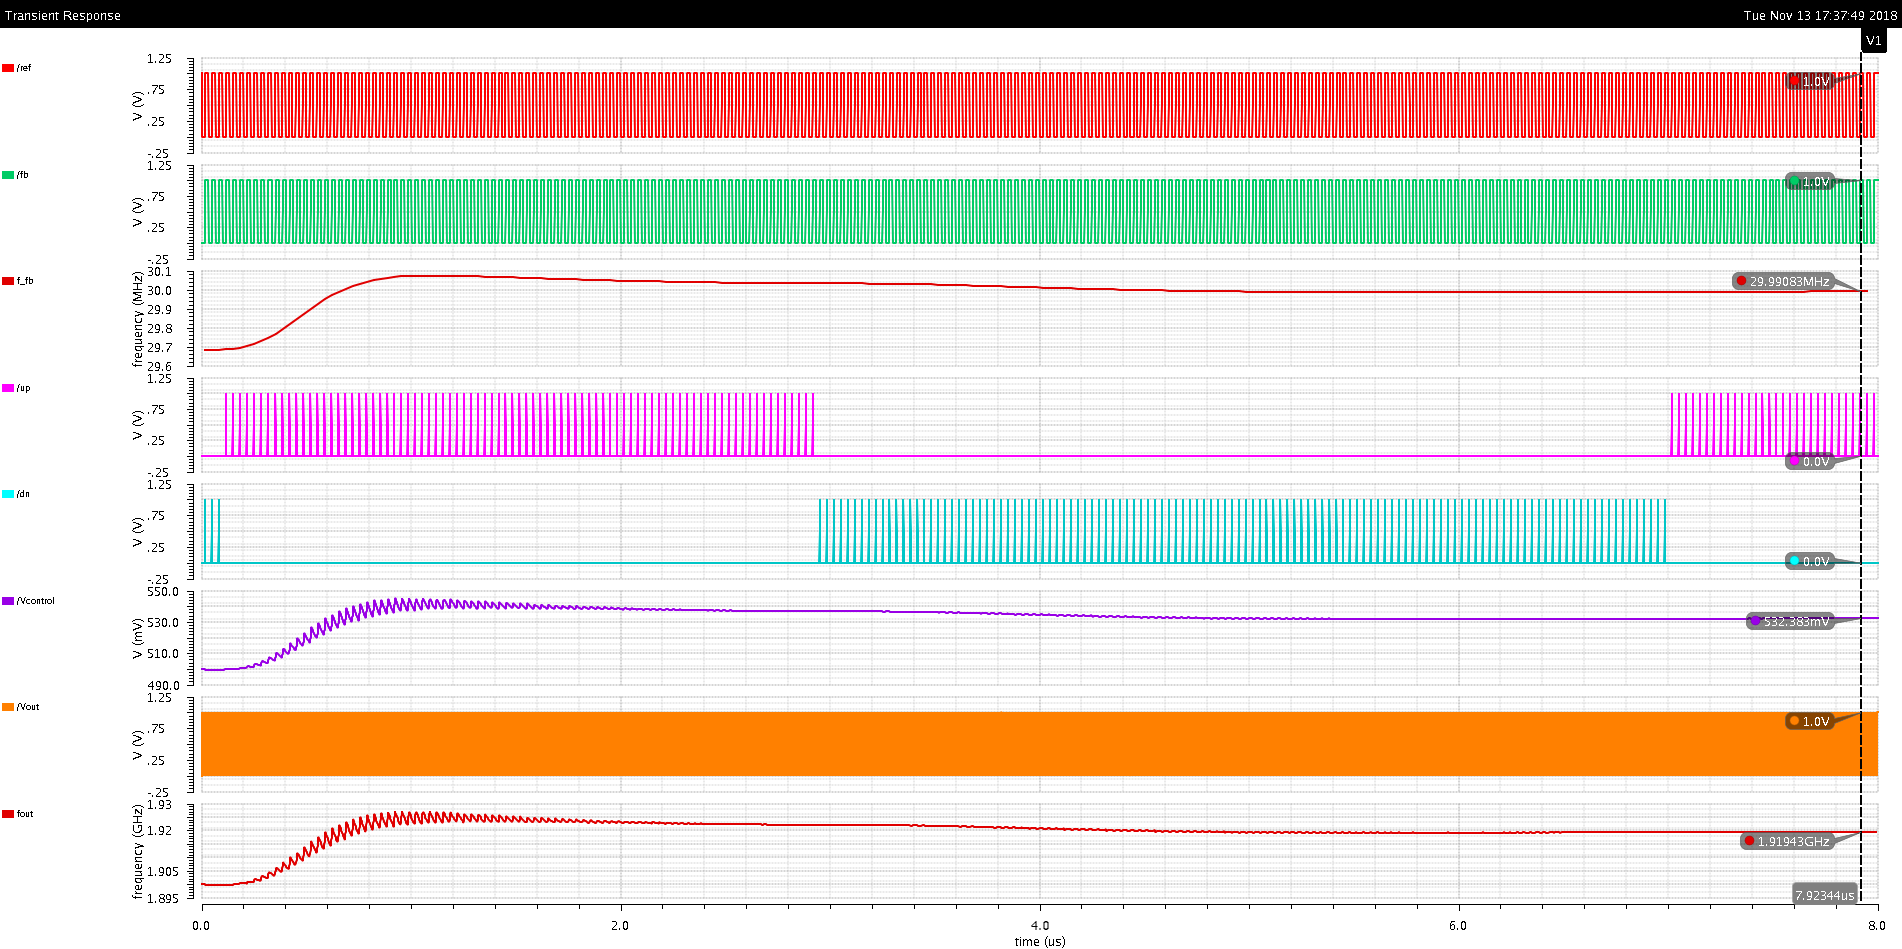 Transient Response
Tue Nov 13 17:37:49 2018
V1
/ref
V (V)
1.25
.75
.25
-.25
1.0V
/fb
V (V)
1.25
.75
.25
-.25
1.0V
f_fb
frequency (MHz)
30.1
30.0
29.9
29.8
29.7
29.6
29.99083MHz
/up
V (V)
1.25
.75
.25
-.25
0.0V
/dn
V (V)
1.25
.75
.25
-.25
0.0V
/Vcontrol
V (mV)
550.0
530.0
510.0
490.0
532.383mV
/Vout
V (V)
1.25
.75
.25
-.25
1.0V
fout
frequency (GHz)
1.93
1.92
1.905
1.895
1.91943GHz
7.92344us
0.0 2.0 4.0 6.0 8.0
time (us)